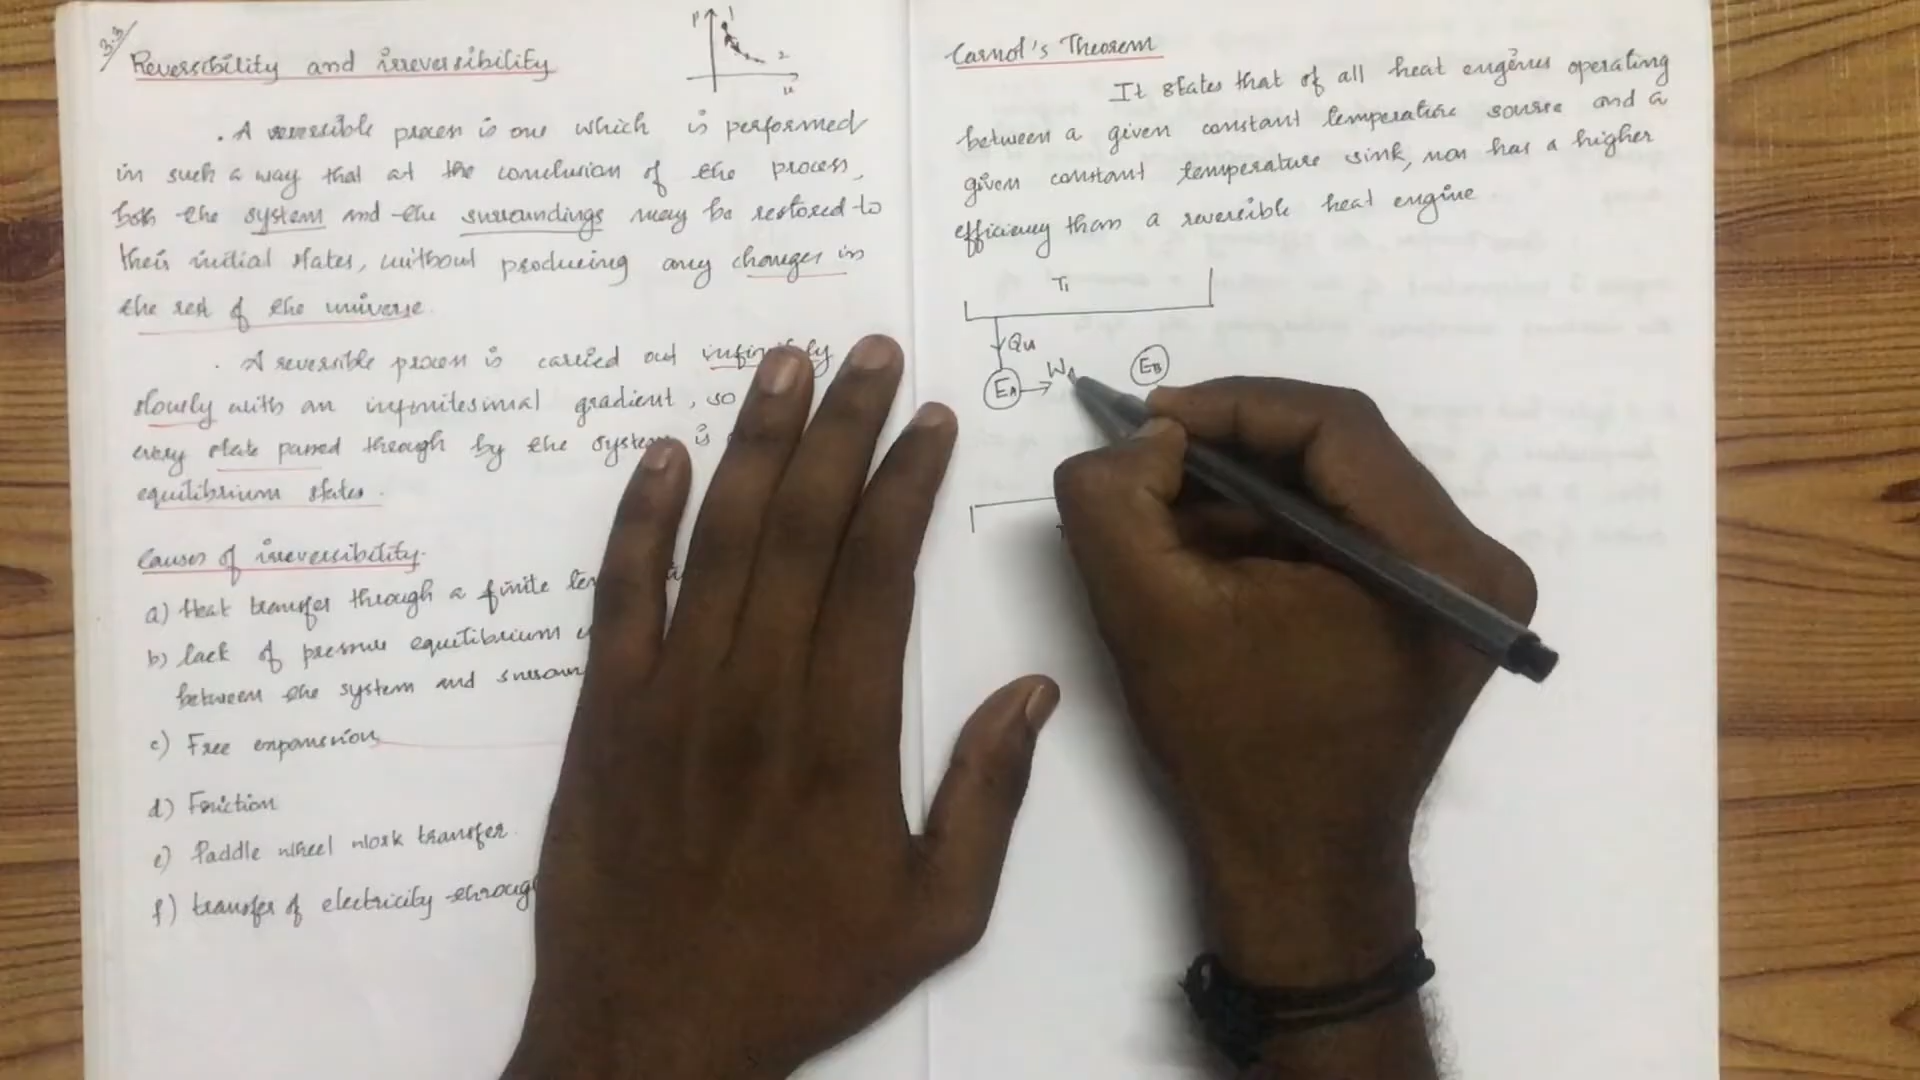 3.3
Reversibility and irreversibility
P
1
2
A reversible process is one which is performed
in such a way that at the conclusion of the process,
both the system and the surroundings may be restored to
their initial states, without producing any changes in
the rest of the universe.
. A reversible process is carried out infinitely
slowly with an infinitesimal gradient, so
every state passed through by the system is
equilibrium states.
Causes of irreversibility.
a) Heat transfer through a finite
b) lack of pressure equilibrium
between the system and
c) Free expansion
d) Friction
e) Paddle wheel work transfer.
f) transfer of electricity through
Carnot's Theorem
It states that of all heat engines operating
between a given constant temperature source and a
given constant temperature sink, non has a higher
efficiency than a reversible heat engine
T1
EA
W
EB